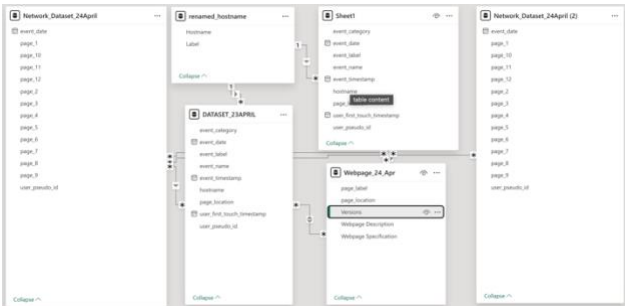 Network_Dataset_24April
event_date
page_1
page_10
page_11
page_12
page_2
page_3
page_4
page_5
page_6
page_7
page_8
page_9
user_pseudo_id
Collapse
renamed_hostname
Hostname
Label
Collapse
DATASET_23APRIL
event_category
event_date
event_label
event_name
event_timestamp
hostname
page_location
user_first_touch_timestamp
user_pseudo_id
Collapse
Sheet1
event_category
event_date
event_label
event_name
event_timestamp
hostname
table content
user_first_touch_timestamp
user_pseudo_id
Collapse
Webpage_24_Apr
page_label
page_location
Versions
Webpage Description
Webpage Specification
Collapse
Network_Dataset_24April (2)
event_date
page_1
page_10
page_11
page_12
page_2
page_3
page_4
page_5
page_6
page_7
page_8
page_9
user_pseudo_id
Collapse